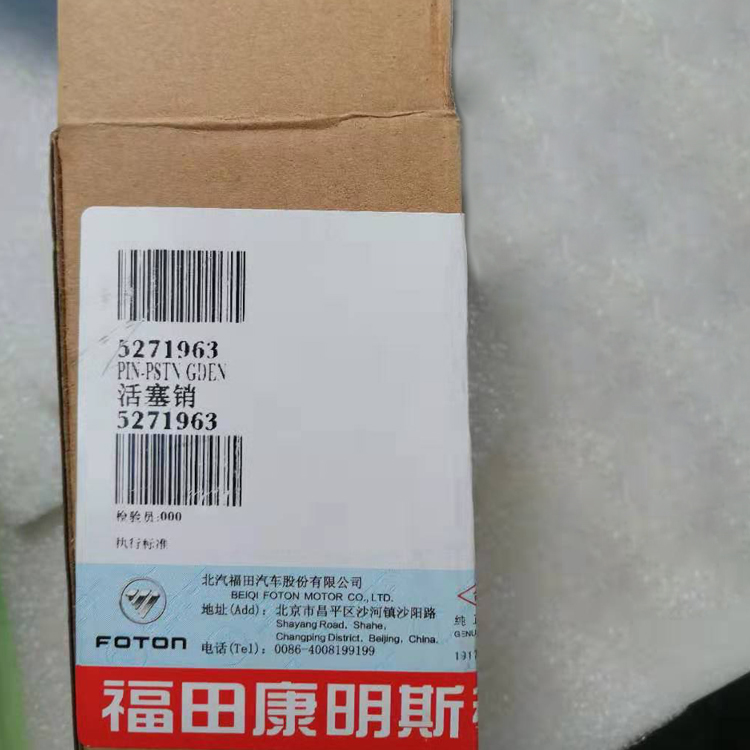 5271963
PIN-PSTN GDEN
活塞销
5271963
检验员:000
执行标准
北汽福田汽车股份有限公司
BEIQI FOTON MOTOR CO.,LTD.
地址(Add): 北京市昌平区沙河镇沙阳路
Shayang Road, Shahe,
Changping District, Beijing, China.
电话(Tel): 0086-4008199199
FOTON
纯
GENU
福田康明斯